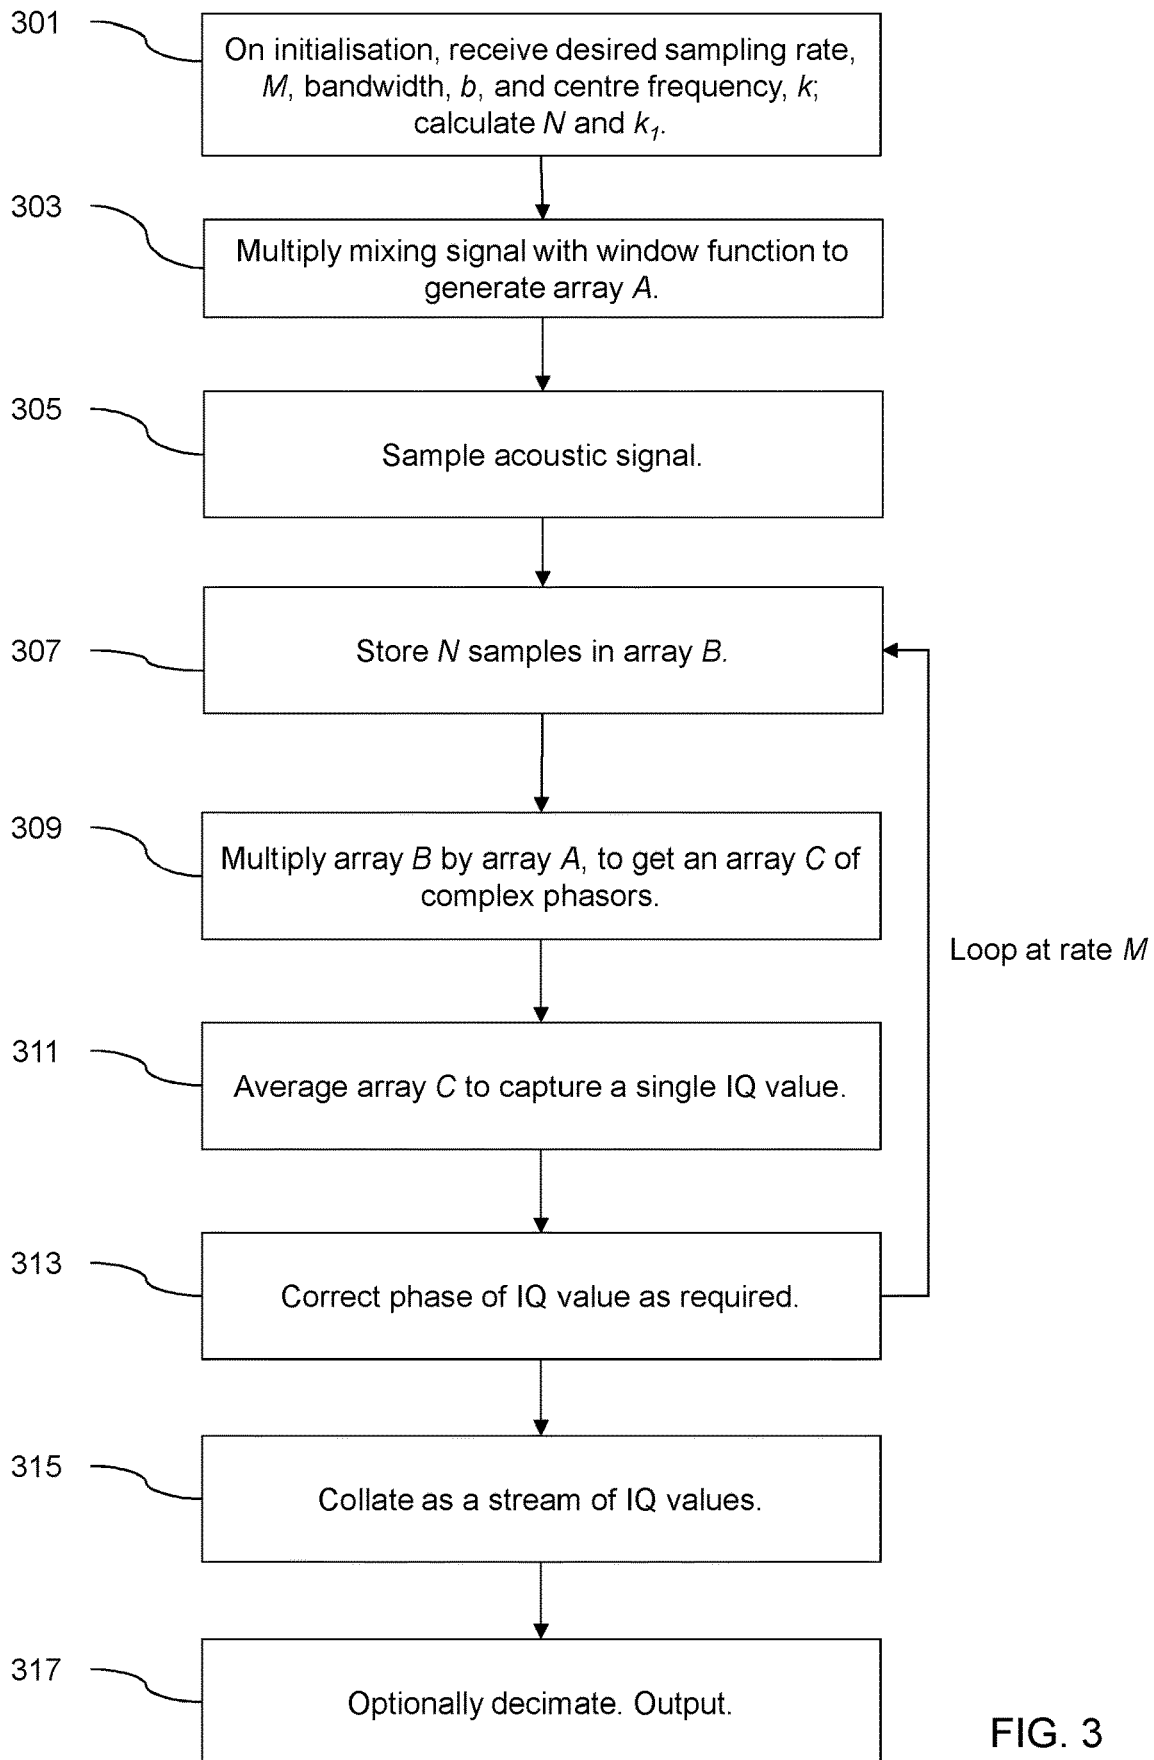 301
On initialisation, receive desired sampling rate,
M, bandwidth, b, and centre frequency, k;
calculate N and k1.
303
Multiply mixing signal with window function to
generate array A.
305
Sample acoustic signal.
307
Store N samples in array B.
309
Multiply array B by array A, to get an array C of
complex phasors.
Loop at rate M
311
Average array C to capture a single IQ value.
313
Correct phase of IQ value as required.
315
Collate as a stream of IQ values.
317
Optionally decimate. Output.
FIG. 3